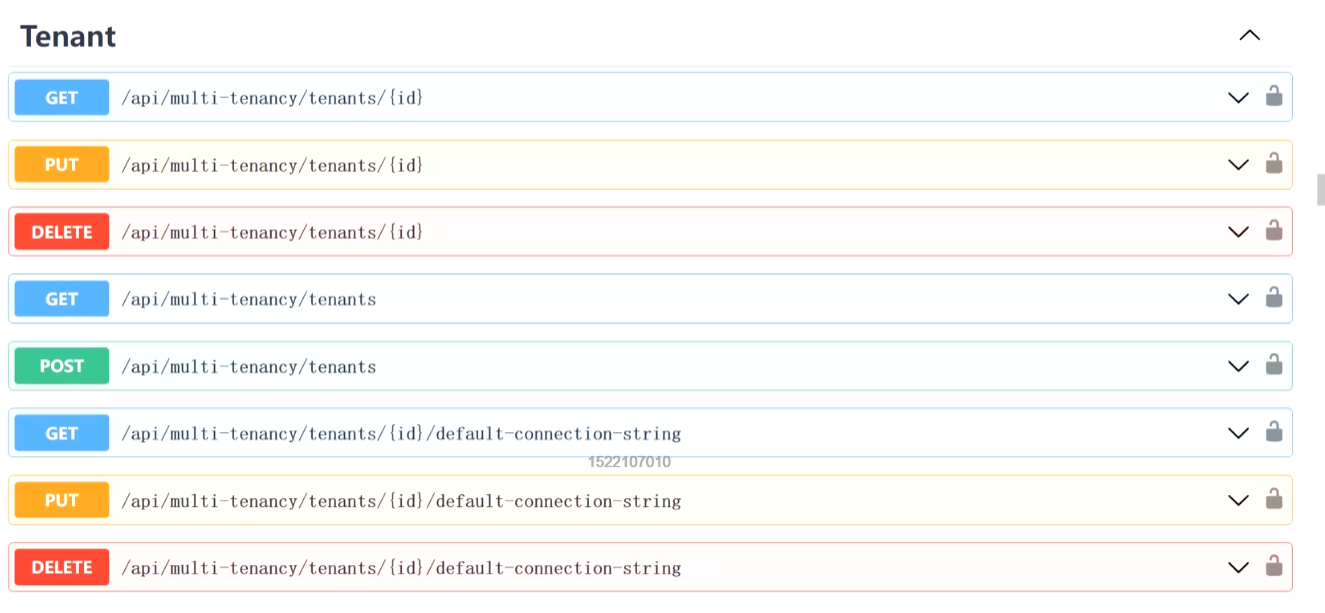 Tenant
GET /api/multi-tenancy/tenants/{id}
PUT /api/multi-tenancy/tenants/{id}
DELETE /api/multi-tenancy/tenants/{id}
GET /api/multi-tenancy/tenants
POST /api/multi-tenancy/tenants
GET /api/multi-tenancy/tenants/{id}/default-connection-string
1522107010
PUT /api/multi-tenancy/tenants/{id}/default-connection-string
DELETE /api/multi-tenancy/tenants/{id}/default-connection-string